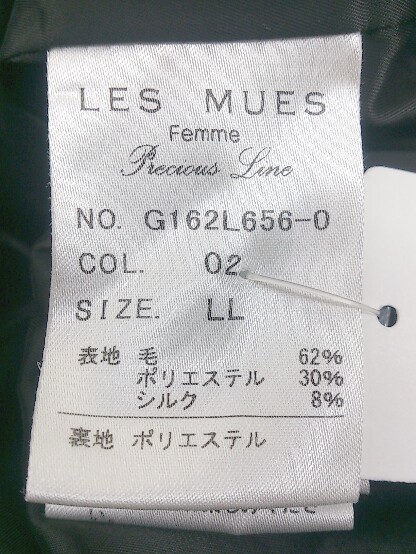 LES MUES
Femme
Precious Line
NO. G162L656-0
COL. 02
SIZE. LL
表地 毛 62%
ポリエステル 30%
シルク 8%
裏地 ポリエステル